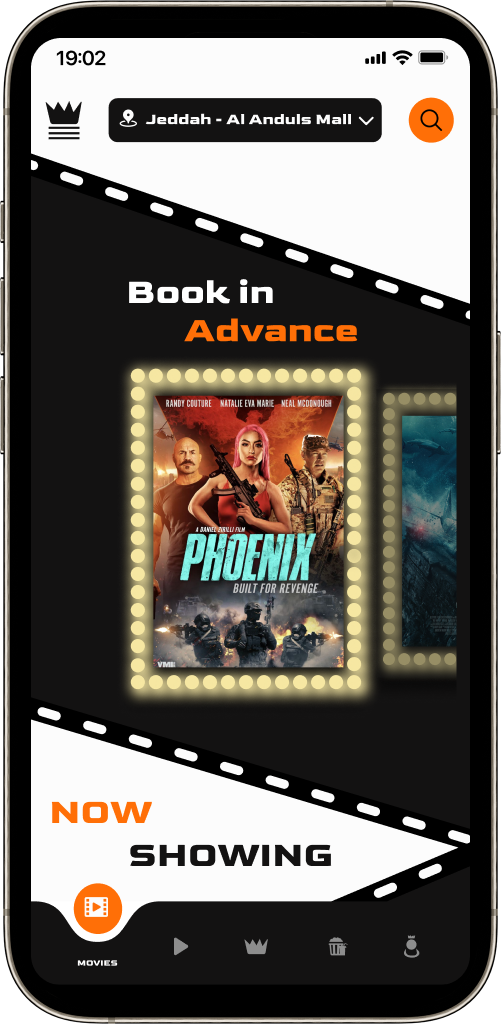 19:02
Jeddah - Al Anduls Mall
Book in
Advance
RANDY COUTURE NATALIE EVA MARIE NEAL MCDONOUGH
A DANIEL ZIRILLI FILM
PHOENIX
BUILT FOR REVENGE
VMI
NOW
SHOWING
MOVIES